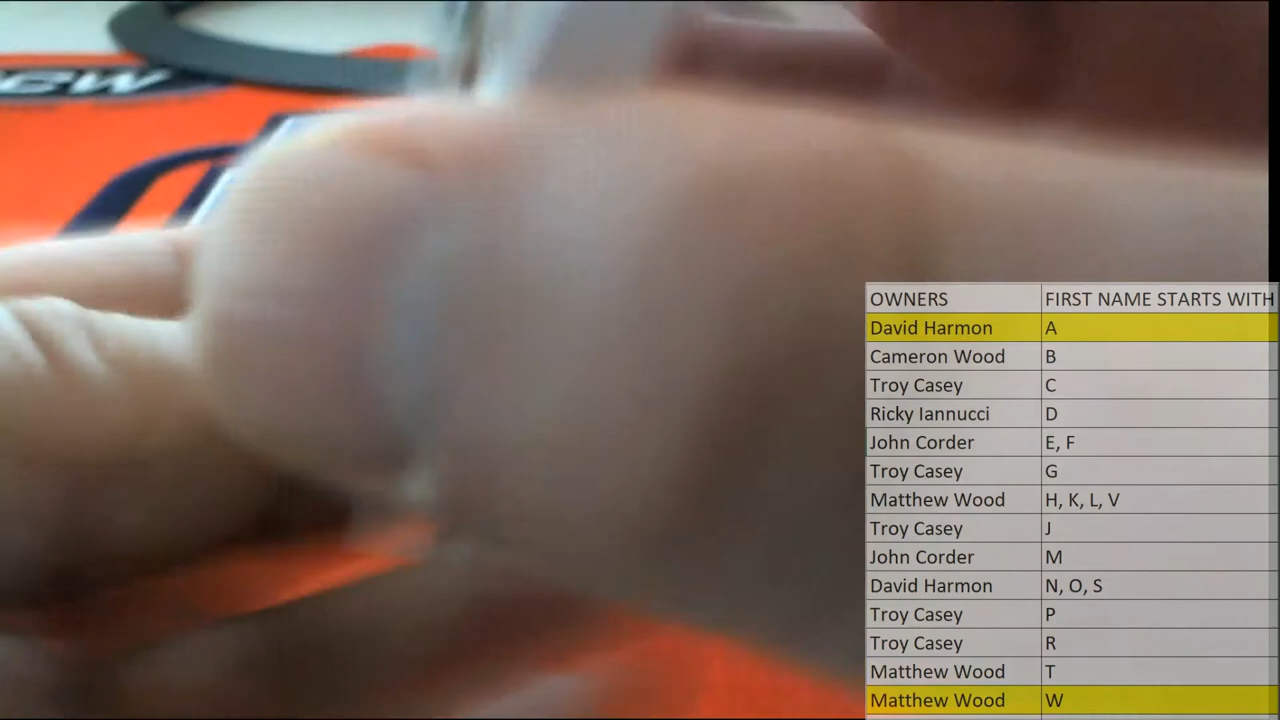 GW
OWNERS FIRST NAME STARTS WITH
David Harmon A
Cameron Wood B
Troy Casey C
Ricky Iannucci D
John Corder E, F
Troy Casey G
Matthew Wood H, K, L, V
Troy Casey J
John Corder M
David Harmon N, O, S
Troy Casey P
Troy Casey R
Matthew Wood T
Matthew Wood W